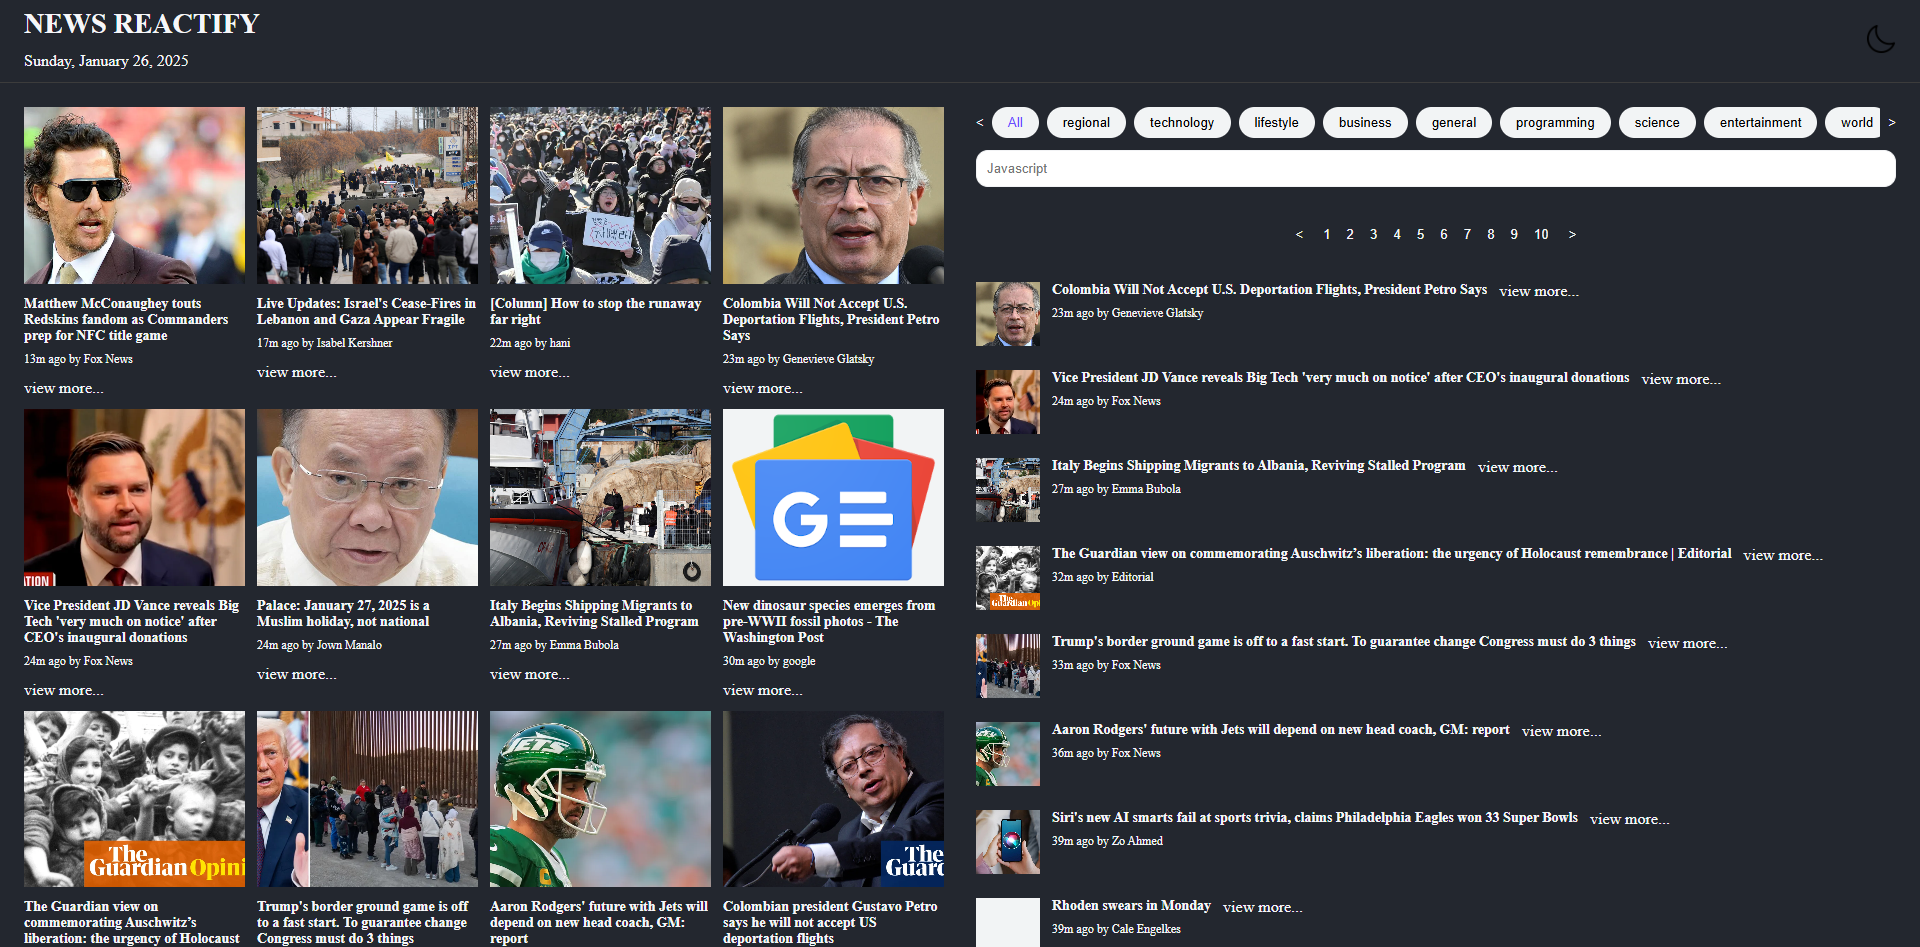 NEWS REACTIFY
Sunday, January 26, 2025
Matthew McConaughey touts
Redskins fandom as Commanders
prep for NFC title game
13m ago by Fox News
view more...
Live Updates: Israel's Cease-Fires in
Lebanon and Gaza Appear Fragile
17m ago by Isabel Kershner
view more...
[Column] How to stop the runaway
far right
22m ago by hani
view more...
Colombia Will Not Accept U.S.
Deportation Flights, President Petro
Says
23m ago by Genevieve Glatsky
view more...
ATION
Vice President JD Vance reveals Big
Tech 'very much on notice' after
CEO's inaugural donations
24m ago by Fox News
view more...
Palace: January 27, 2025 is a
Muslim holiday, not national
24m ago by Jown Manalo
view more...
Italy Begins Shipping Migrants to
Albania, Reviving Stalled Program
27m ago by Emma Bubola
view more...
G
New dinosaur species emerges from
pre-WWII fossil photos - The
Washington Post
30m ago by google
view more...
The
Guardian Opini
The Guardian view on
commemorating Auschwitz’s
liberation: the urgency of Holocaust
Trump's border ground game is off
to a fast start. To guarantee change
Congress must do 3 things
JETS
Aaron Rodgers' future with Jets will
depend on new head coach, GM:
report
The
Guard
Colombian president Gustavo Petro
says he will not accept US
deportation flights
< All regional technology lifestyle business general programming science entertainment world >
Javascript
< 1 2 3 4 5 6 7 8 9 10 >
Colombia Will Not Accept U.S. Deportation Flights, President Petro Says view more...
23m ago by Genevieve Glatsky
Vice President JD Vance reveals Big Tech 'very much on notice' after CEO's inaugural donations view more...
24m ago by Fox News
Italy Begins Shipping Migrants to Albania, Reviving Stalled Program view more...
27m ago by Emma Bubola
The Guardian view on commemorating Auschwitz’s liberation: the urgency of Holocaust remembrance | Editorial view more...
32m ago by Editorial
The
Guardian Opin
Trump's border ground game is off to a fast start. To guarantee change Congress must do 3 things view more...
33m ago by Fox News
Aaron Rodgers' future with Jets will depend on new head coach, GM: report view more...
36m ago by Fox News
Siri's new AI smarts fail at sports trivia, claims Philadelphia Eagles won 33 Super Bowls view more...
39m ago by Zo Ahmed
Rhoden swears in Monday view more...
39m ago by Cale Engelkes